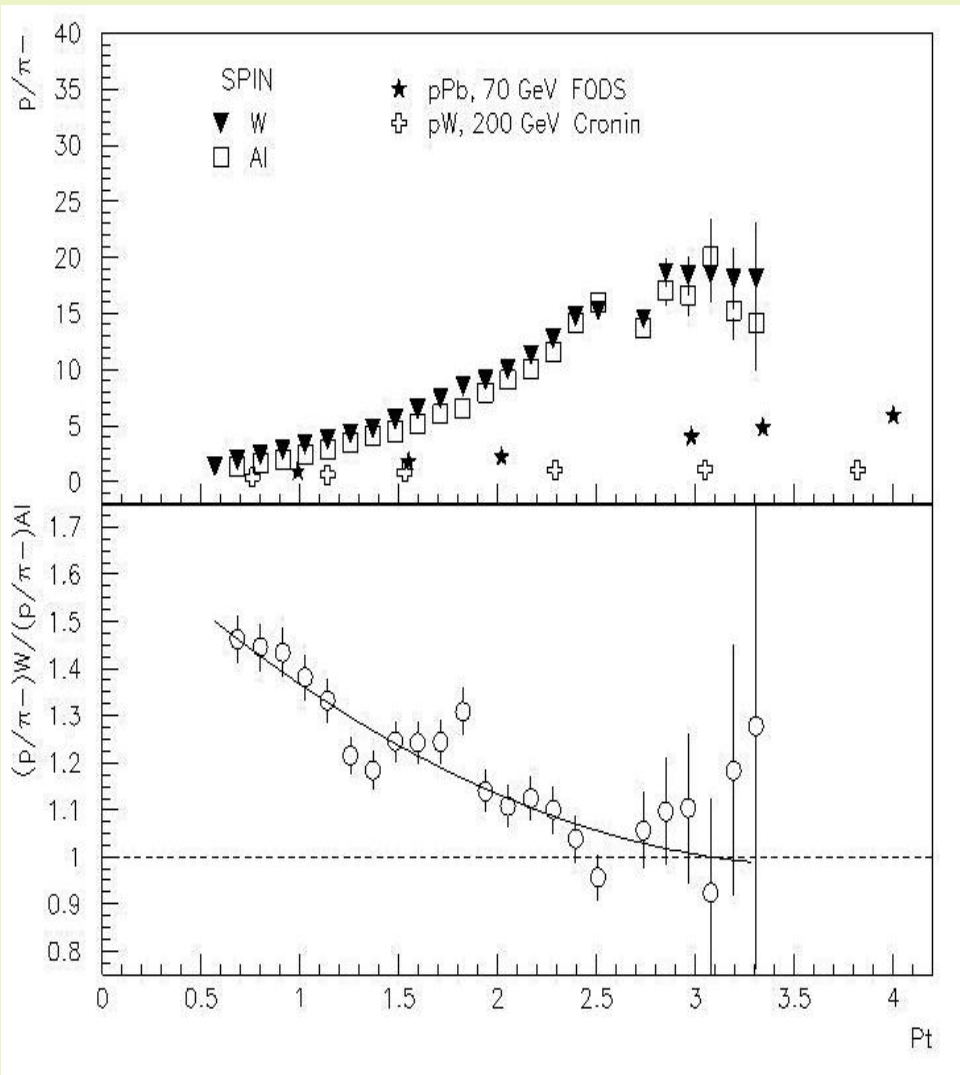 p/π−
40
35
30
25
20
15
10
5
0
SPIN
▼ W
□ Al
★ pPb, 70 GeV FODS
✚ pW, 200 GeV Cronin
(p/π−)W/(p/π−)Al
1.7
1.6
1.5
1.4
1.3
1.2
1.1
1
0.9
0.8
0 0.5 1 1.5 2 2.5 3 3.5 4
Pt